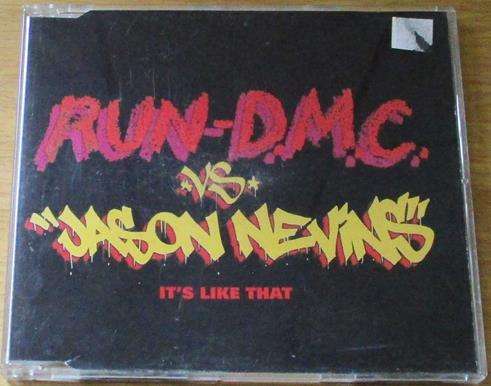 RUN-D.M.C.
*VS*
"JASON NEVINS"
IT'S LIKE THAT